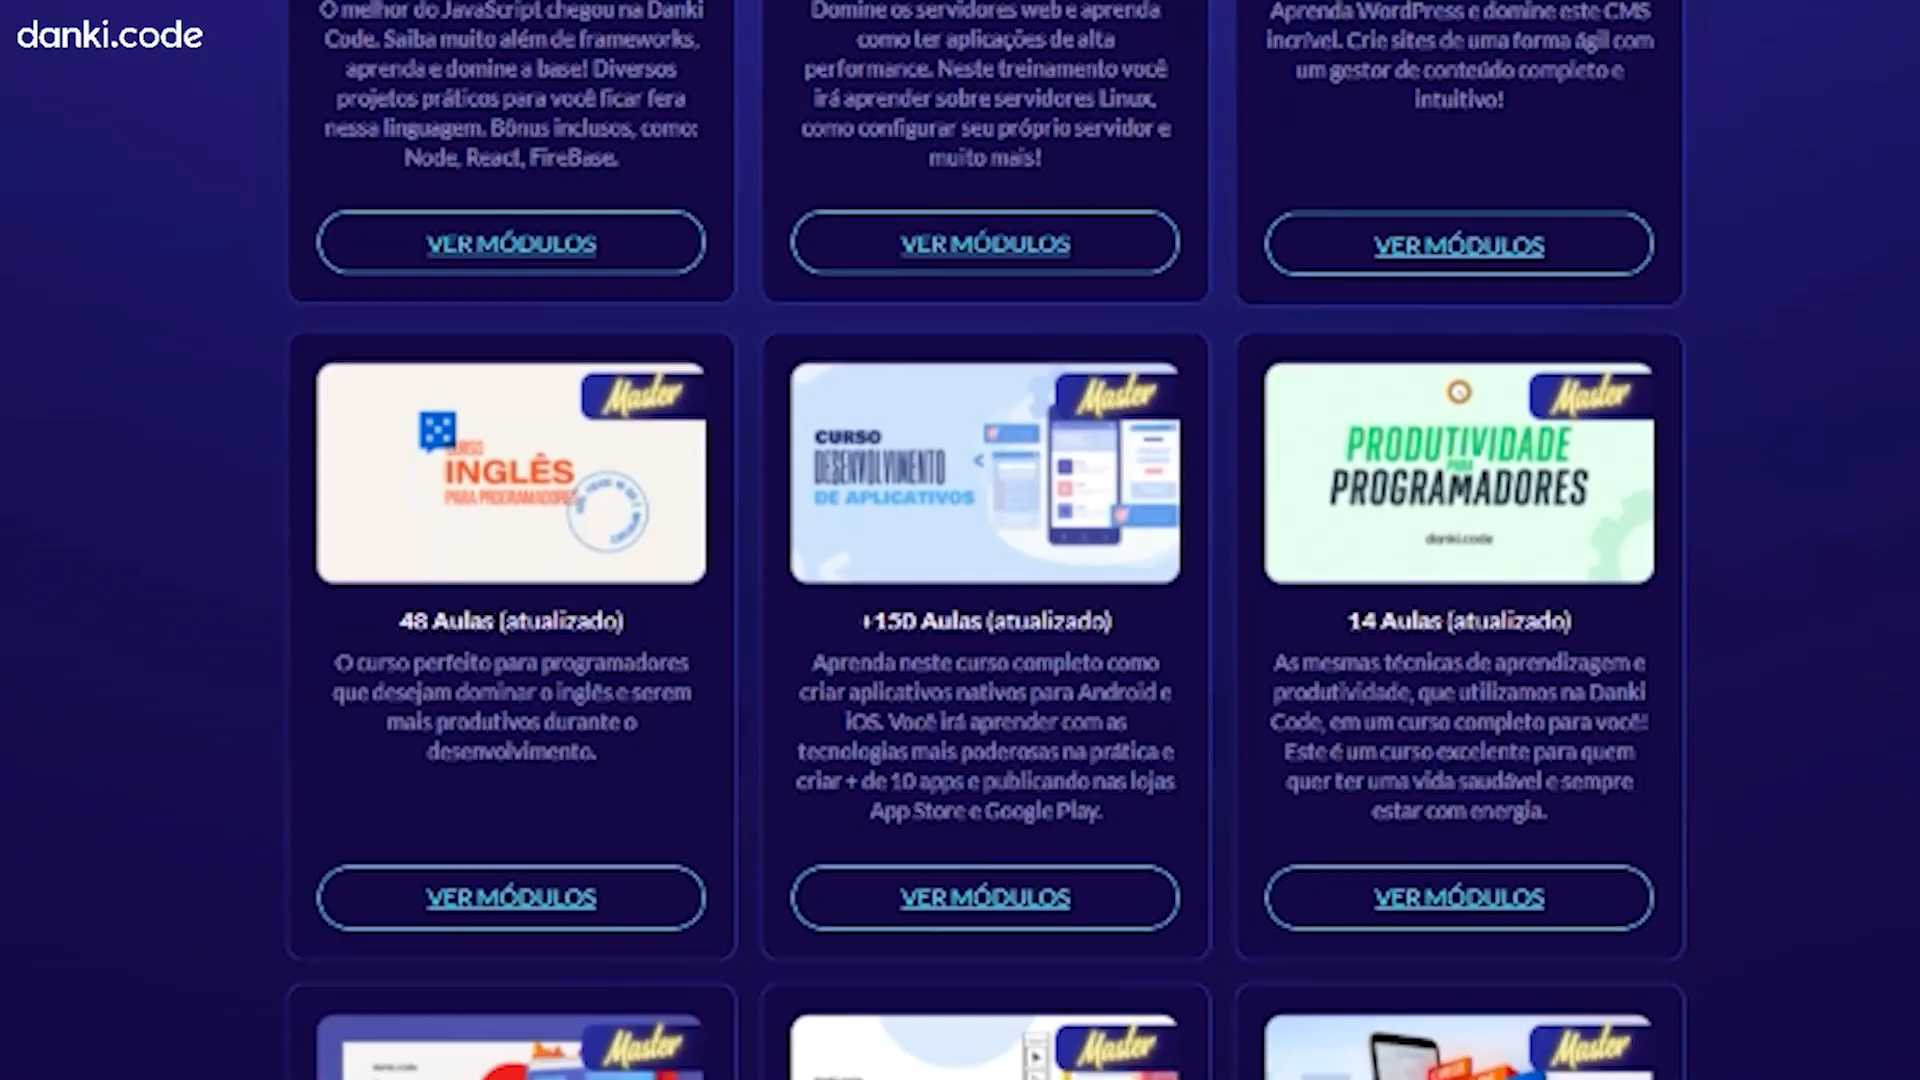 danki.code
O melhor do JavaScript chegou na Danki
Code. Saiba muito além de frameworks,
aprenda e domine a base! Diversos
projetos práticos para você ficar fera
nessa linguagem. Bônus inclusos, como:
Node, React, FireBase.
VER MÓDULOS
Domine os servidores web e aprenda
como ter aplicações de alta
performance. Neste treinamento você
irá aprender sobre servidores Linux,
como configurar seu próprio servidor e
muito mais!
VER MÓDULOS
Aprenda WordPress e domine este CMS
incrível. Crie sites de uma forma ágil com
um gestor de conteúdo completo e
intuitivo!
VER MÓDULOS
Master
CURSO
INGLÊS
PARA PROGRAMADORES
48 Aulas (atualizado)
O curso perfeito para programadores
que desejam dominar o inglês e serem
mais produtivos durante o
desenvolvimento.
VER MÓDULOS
Master
CURSO
DESENVOLVIMENTO
DE APLICATIVOS
+150 Aulas (atualizado)
Aprenda neste curso completo como
criar aplicativos nativos para Android e
iOS. Você irá aprender com as
tecnologias mais poderosas na prática e
criar + de 10 apps e publicando nas lojas
App Store e Google Play.
VER MÓDULOS
Master
PRODUTIVIDADE
PARA
PROGRAMADORES
danki.code
14 Aulas (atualizado)
As mesmas técnicas de aprendizagem e
produtividade, que utilizamos na Danki
Code, em um curso completo para você!
Este é um curso excelente para quem
quer ter uma vida saudável e sempre
estar com energia.
VER MÓDULOS
Master
Master
Master